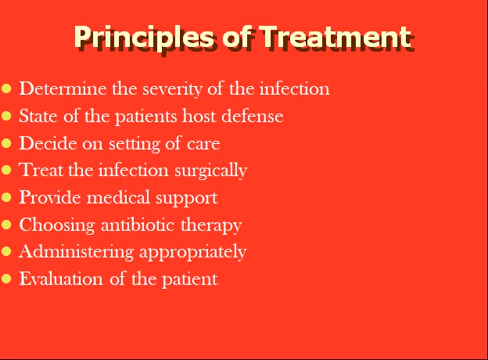 Principles of Treatment
Determine the severity of the infection
State of the patients host defense
Decide on setting of care
Treat the infection surgically
Provide medical support
Choosing antibiotic therapy
Administering appropriately
Evaluation of the patient